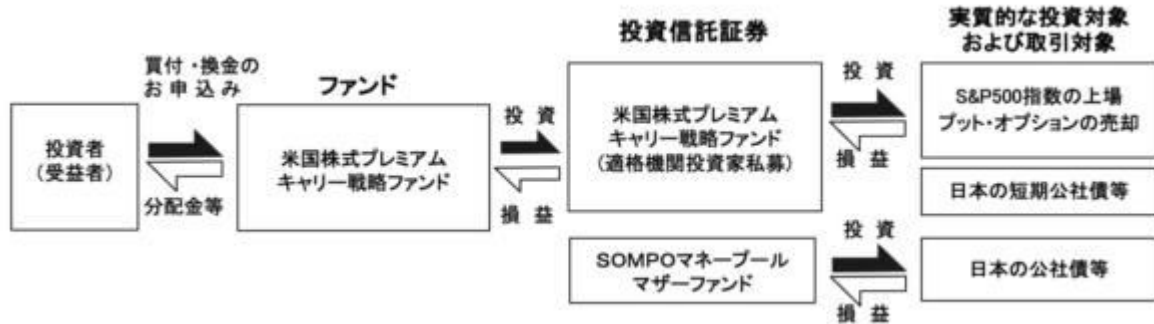 買付・換金の
お申込み
投資者
(受益者)
分配金等
ファンド
米国株式プレミアム
キャリー戦略ファンド
投資
損益
投資信託証券
米国株式プレミアム
キャリー戦略ファンド
(適格機関投資家私募)
SOMPOマネープール
マザーファンド
投資
損益
投資
損益
実質的な投資対象
および取引対象
S&P500指数の上場
プット・オプションの売却
日本の短期公社債等
日本の公社債等